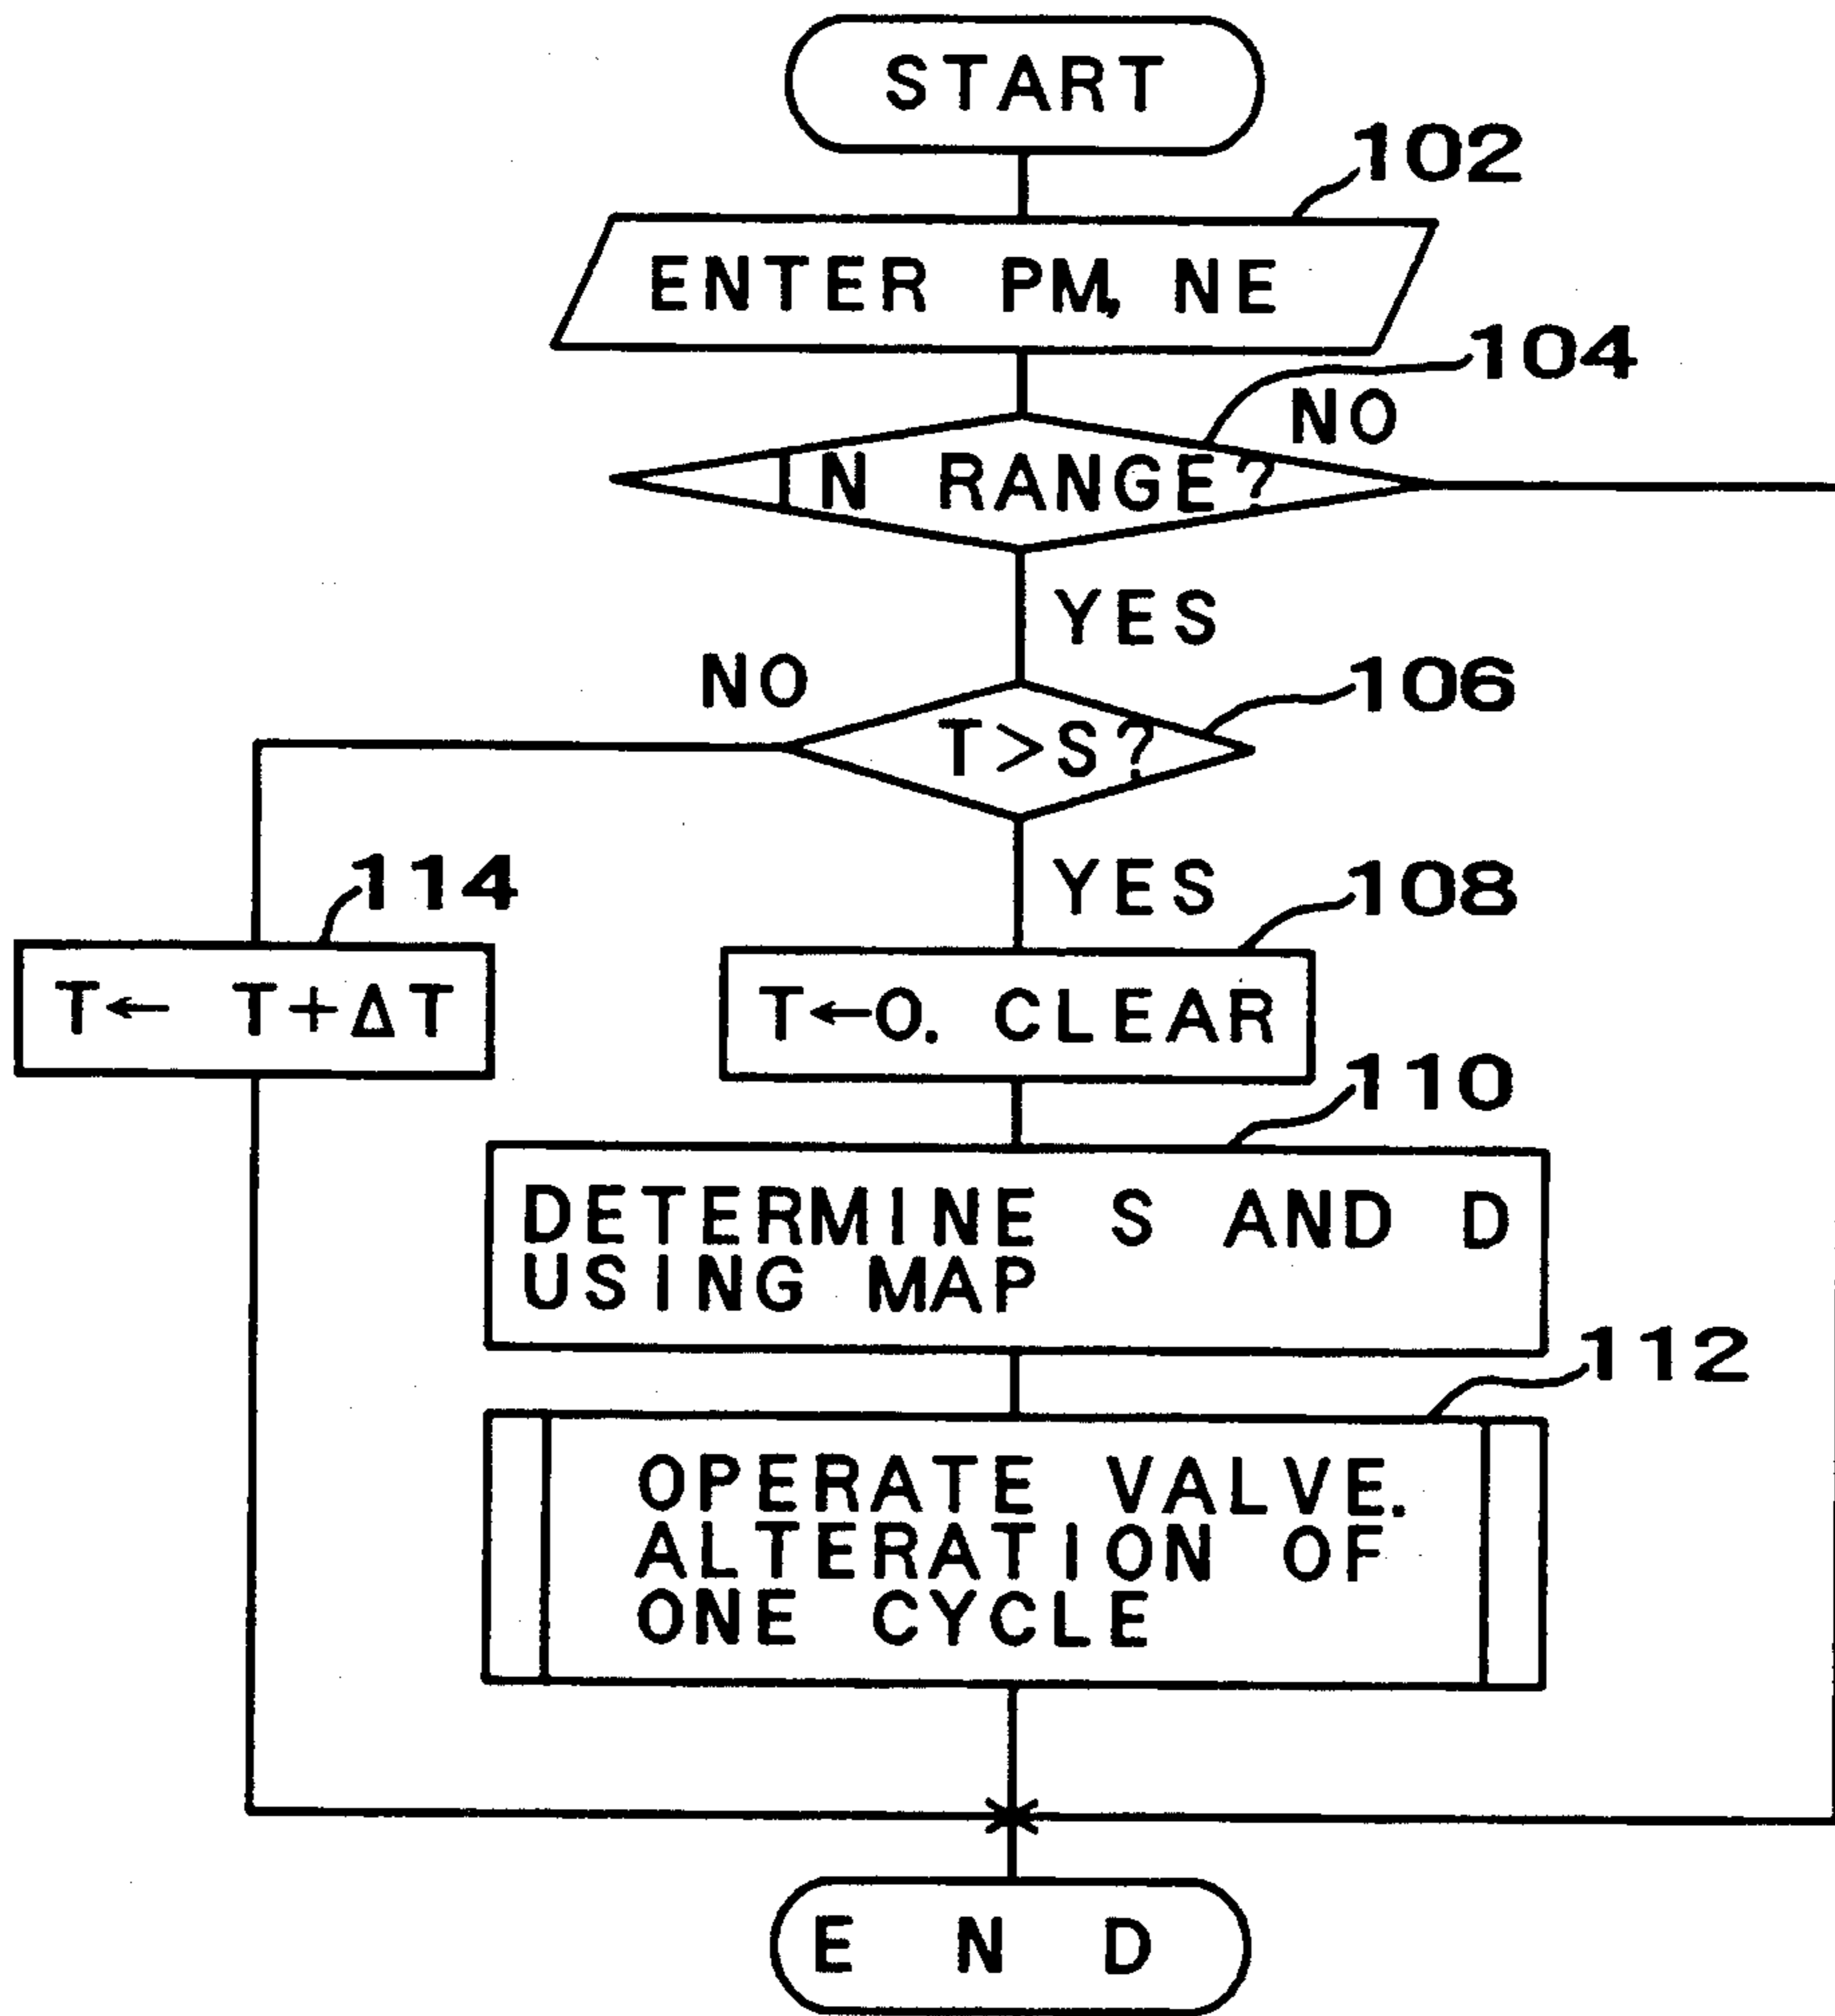 START
102
ENTER PM, NE
104
NO
IN RANGE?
YES
NO
106
T>S?
YES
114
108
T← T+ΔT
T←0. CLEAR
110
DETERMINE S AND D
USING MAP
112
OPERATE VALVE.
ALTERATION OF
ONE CYCLE
END